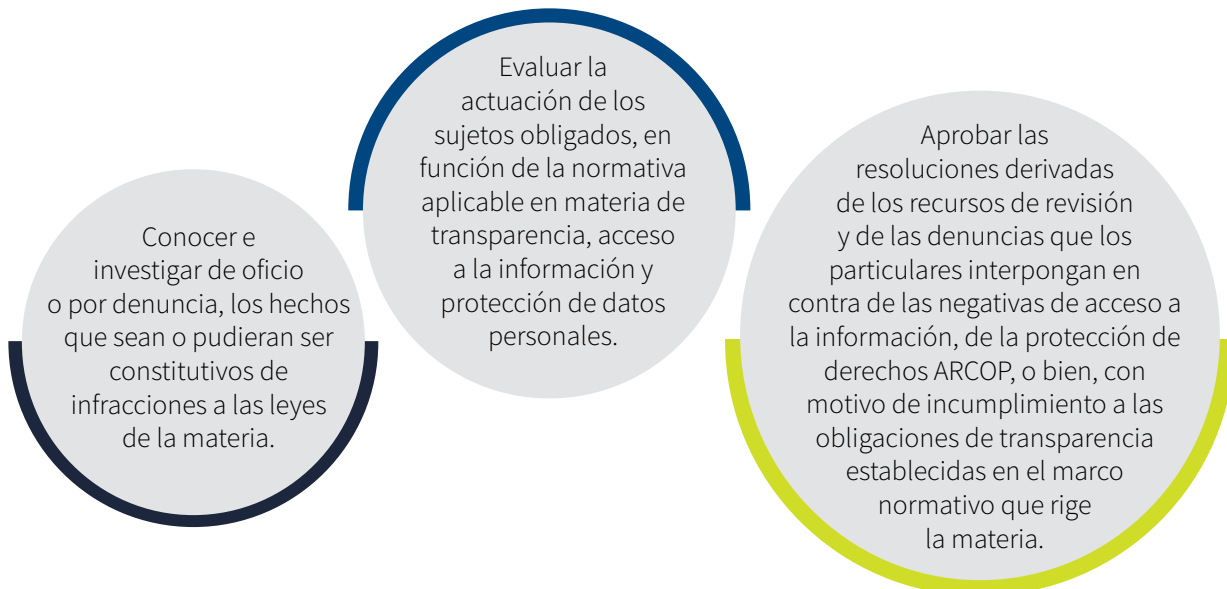 Conocer e
investigar de oficio
o por denuncia, los hechos
que sean o pudieran ser
constitutivos de
infracciones a las leyes
de la materia.
Evaluar la
actuación de los
sujetos obligados, en
función de la normativa
aplicable en materia de
transparencia, acceso
a la información y
protección de datos
personales.
Aprobar las
resoluciones derivadas
de los recursos de revisión
y de las denuncias que los
particulares interpongan en
contra de las negativas de acceso a
la información, de la protección de
derechos ARCOP, o bien, con
motivo de incumplimiento a las
obligaciones de transparencia
establecidas en el marco
normativo que rige
la materia.